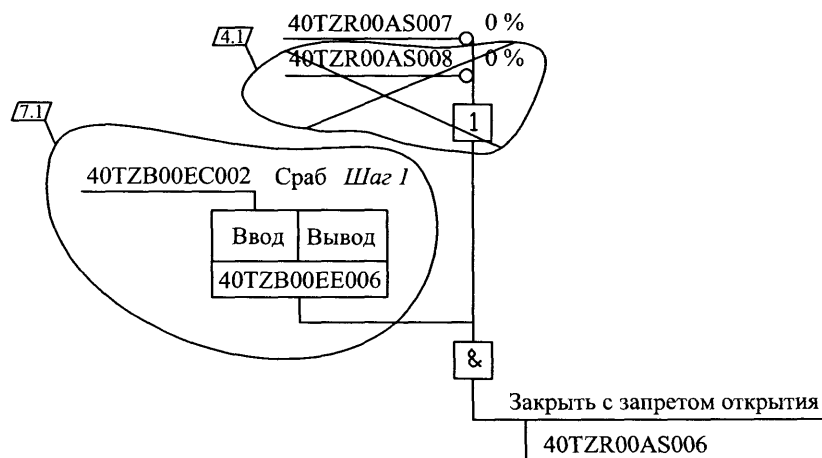 40TZR00AS007 0 %
4.1
40TZR00AS008 0 %
1
7.1
40TZB00EC002 Сраб Шаг 1
Ввод Вывод
40TZB00EE006
&
Закрыть с запретом открытия
40TZR00AS006